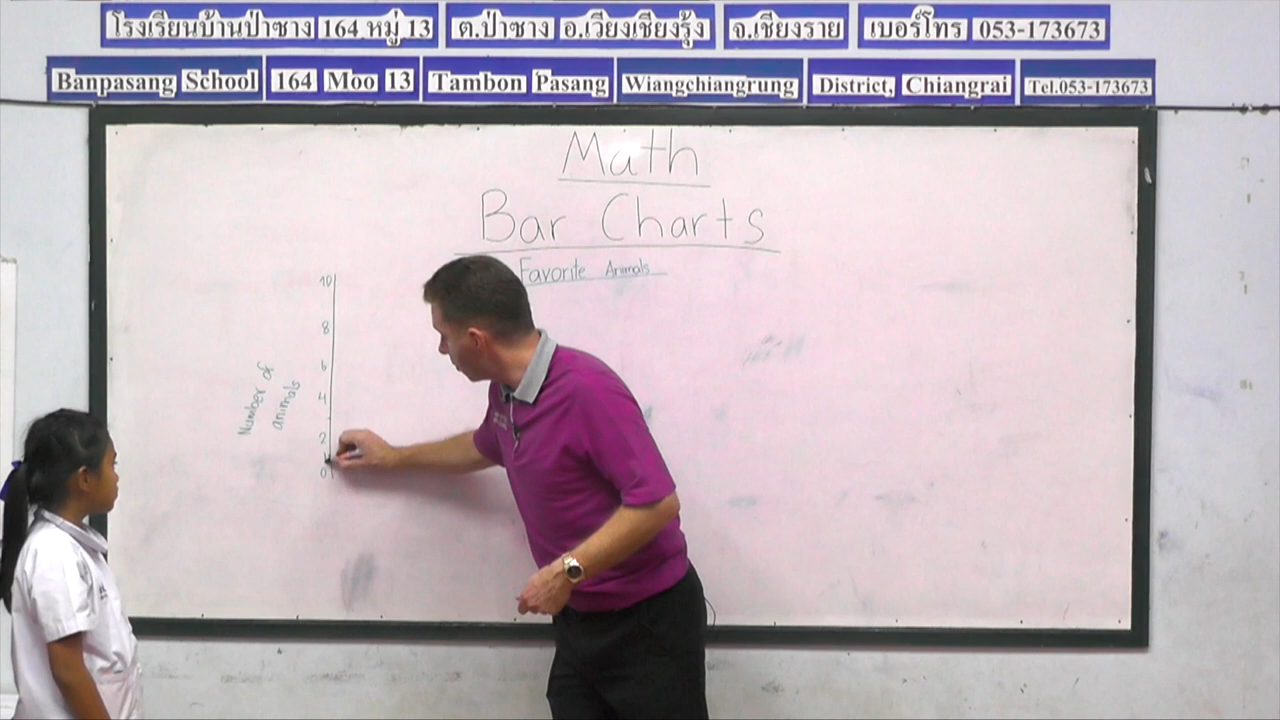 โรงเรียนบ้านป่าซาง 164 หมู่ 13 ต.ป่าซาง อ.เวียงเชียงรุ้ง จ.เชียงราย เบอร์โทร 053-173673
Banpasang School 164 Moo 13 Tambon Pasang Wiangchiangrung District, Chiangrai Tel.053-173673
Math
Bar Charts
Favorite Animals
10
8
6
4
2
0
Number of
animals